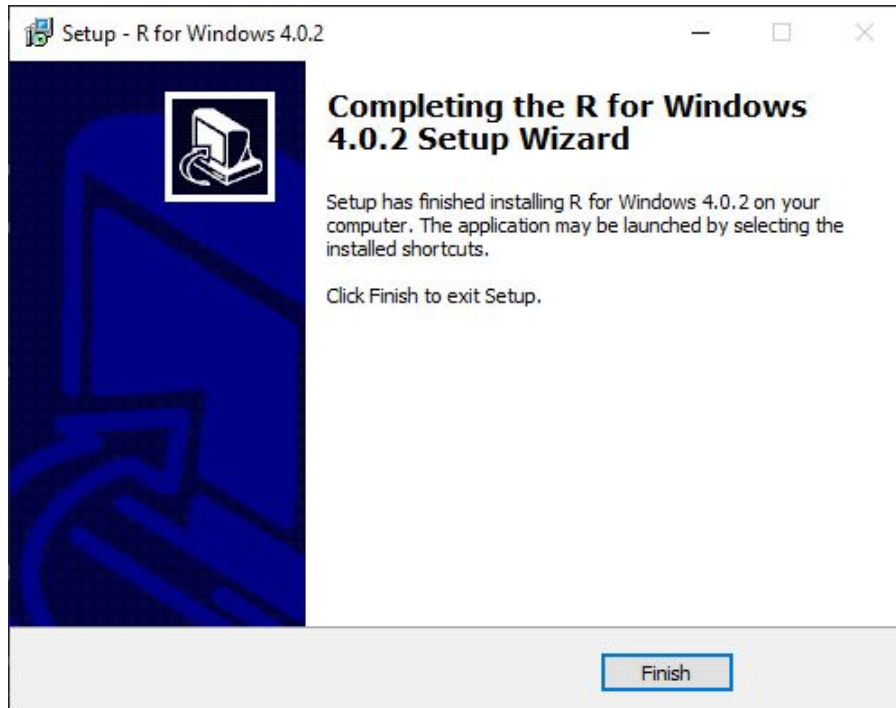 Setup - R for Windows 4.0.2
Completing the R for Windows
4.0.2 Setup Wizard
Setup has finished installing R for Windows 4.0.2 on your
computer. The application may be launched by selecting the
installed shortcuts.
Click Finish to exit Setup.
Finish